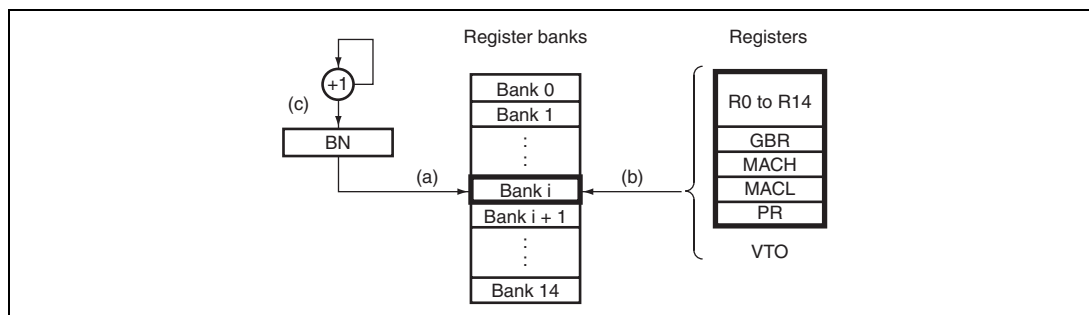 Register banks
Registers
+1
(c)
BN
(a)
Bank 0
Bank 1
Bank i
Bank i + 1
Bank 14
(b)
R0 to R14
GBR
MACH
MACL
PR
VTO